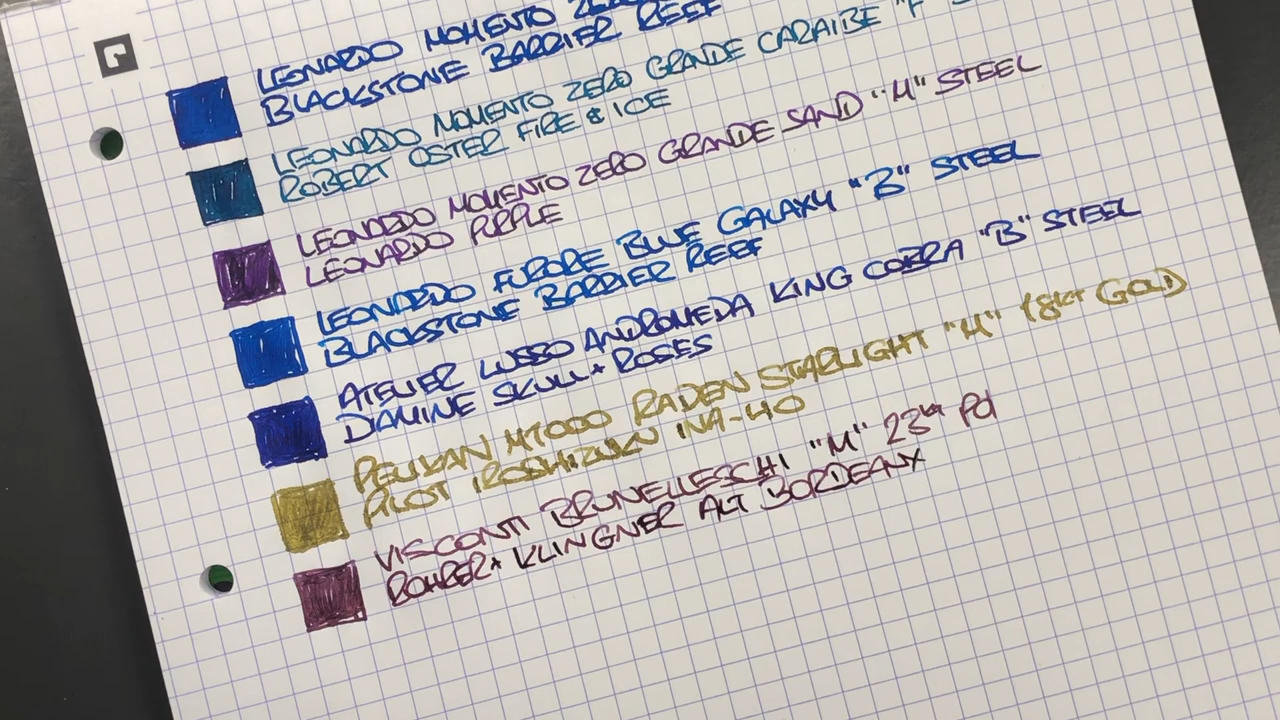 LEONARDO MOMENTO
BLACKSTONE BARRIER REEF
LEONARDO MOMENTO ZERO GRANDE CARAIBE "F"
ROBERT OSTER FIRE & ICE
LEONARDO MOMENTO ZERO GRANDE SAND "M" STEEL
LEONARDO PURPLE
LEONARDO FURORE BLUE GALAXY "B" STEEL
BLACKSTONE BARRIER REEF
ATELIER LUSSO ANDROMEDA KING COBRA "B" STEEL
DIAMINE SKULL + ROSES
PELIKAN M7000 RADEN STARLIGHT "M" 18KT GOLD
PILOT IROSHIZUKU INA-HO
VISCONTI BRUNELLESCHI "M" 23KT Pd
ROHRER + KLINGNER ALT BORDEAUX